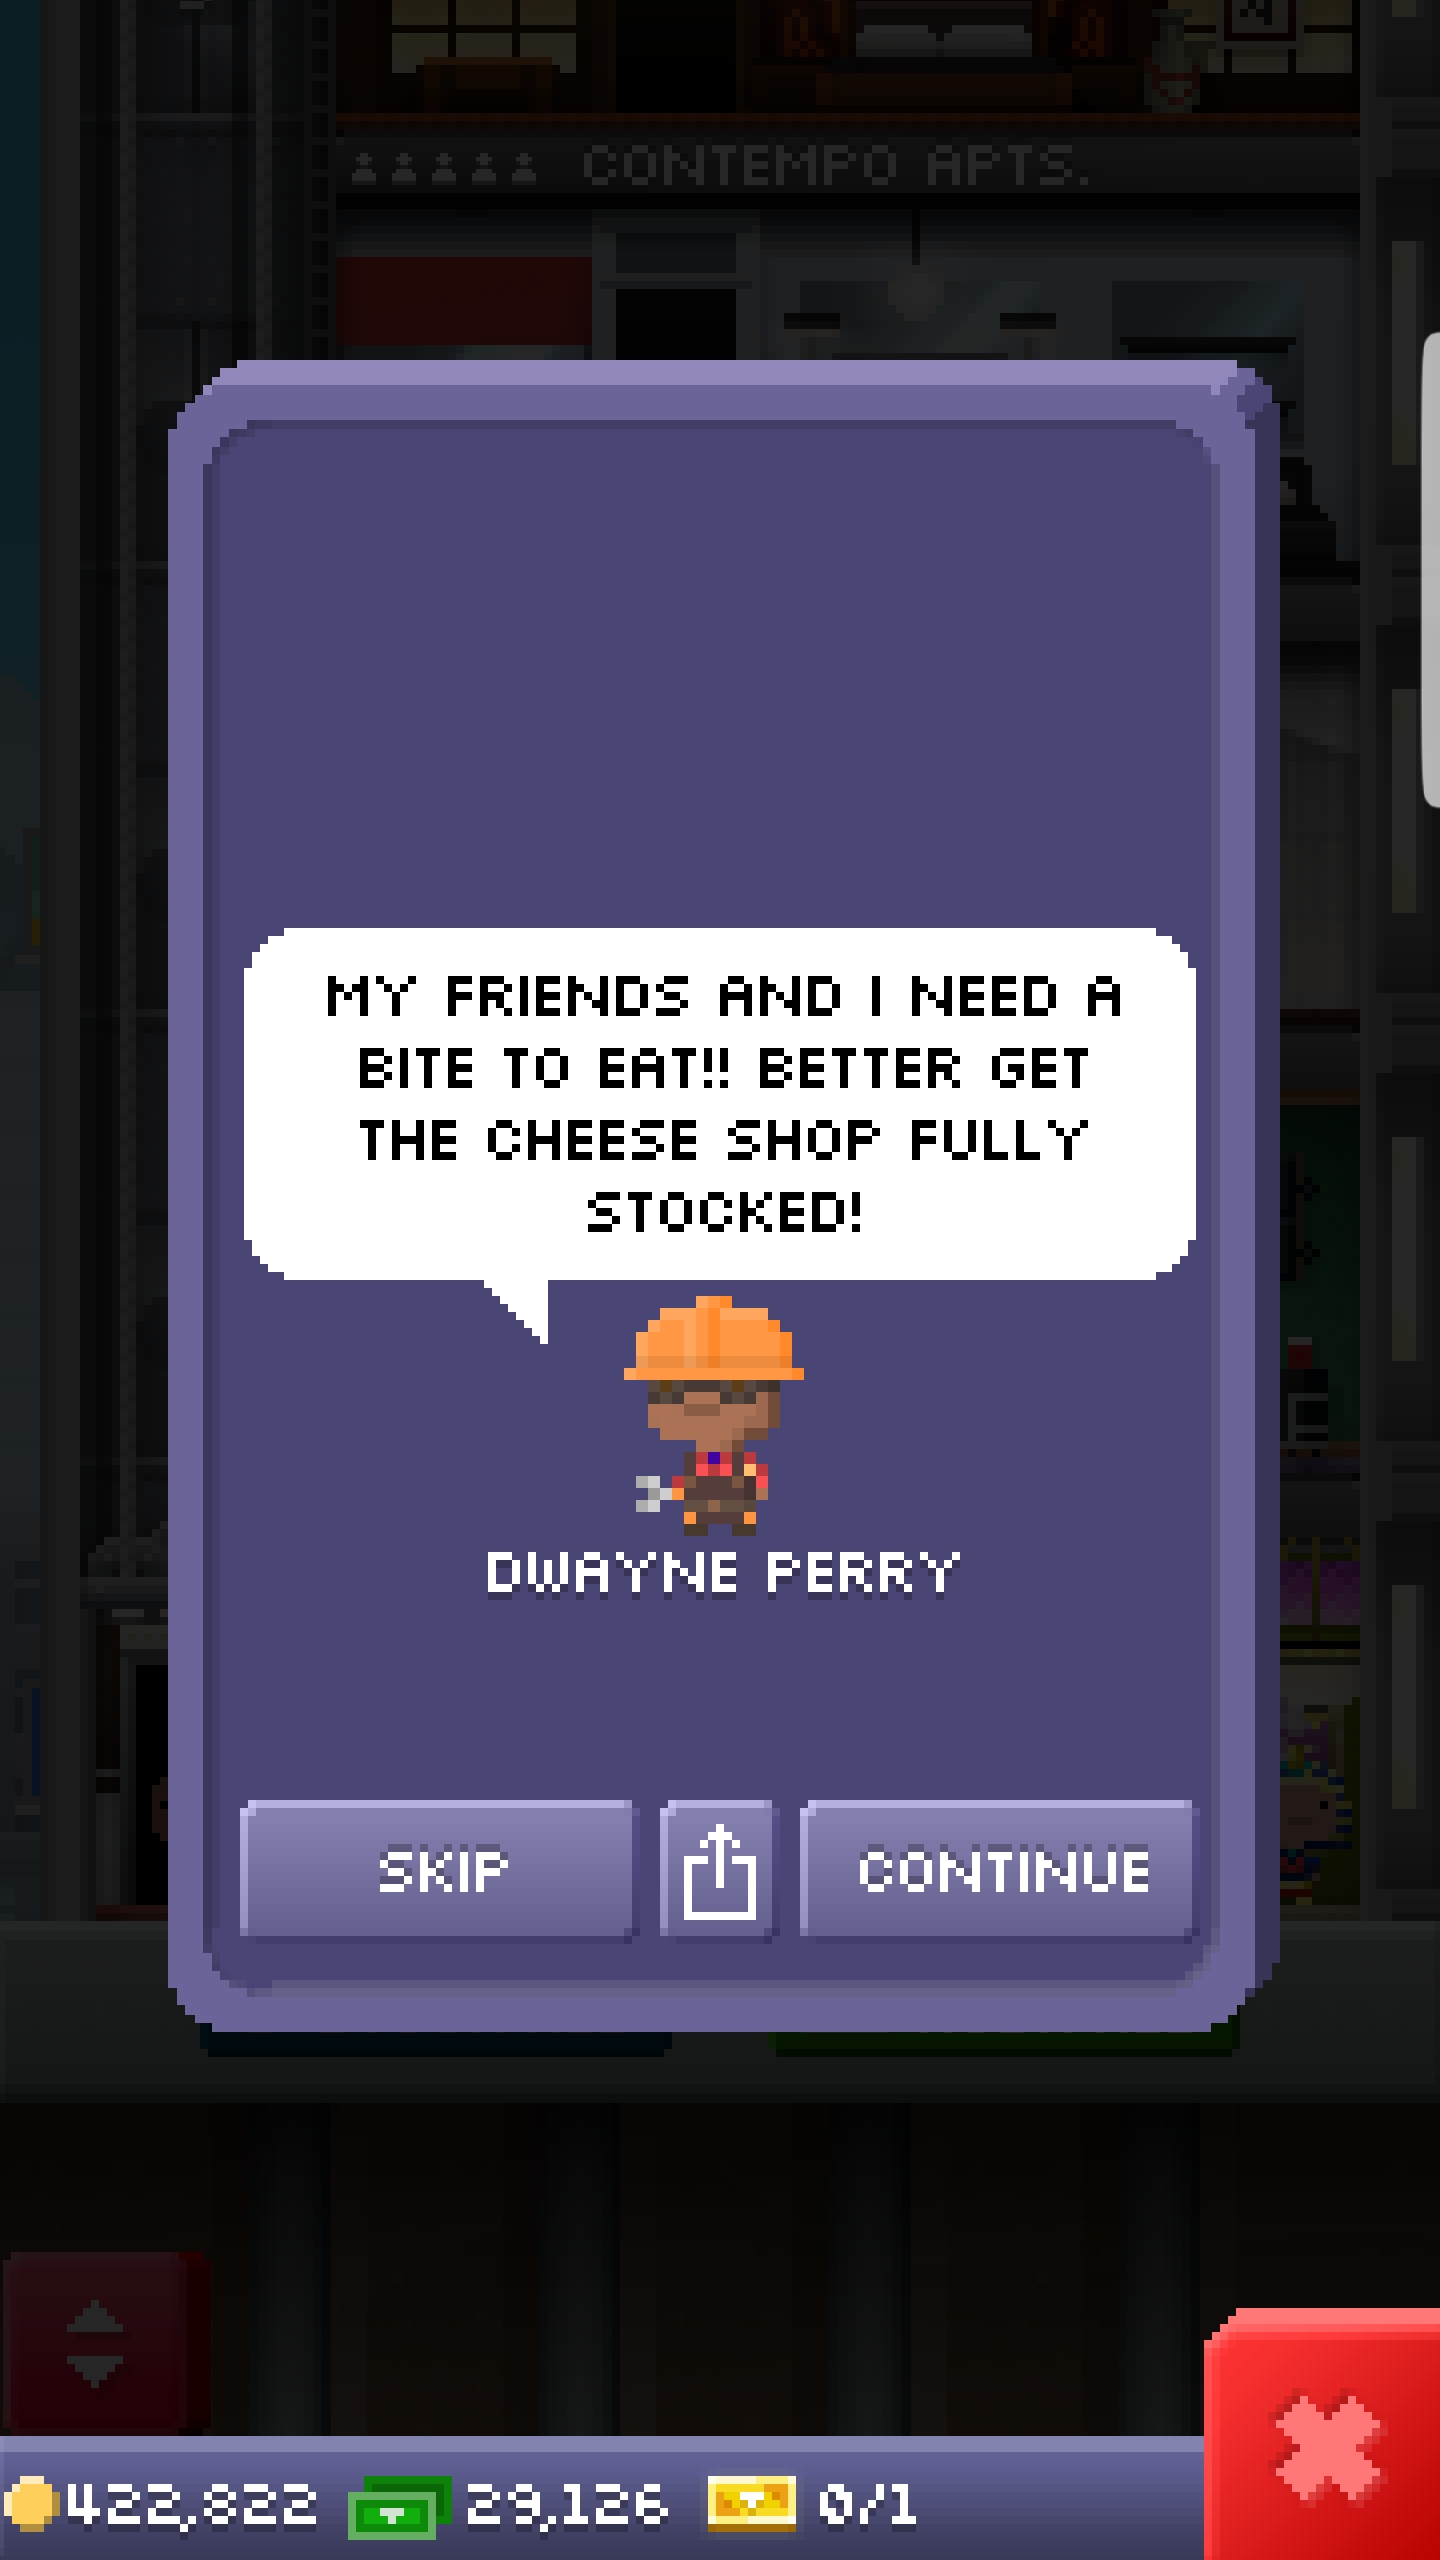 CONTEMPO APTS.
MY FRIENDS AND I NEED A
BITE TO EAT!! BETTER GET
THE CHEESE SHOP FULLY
STOCKED!
DWAYNE PERRY
SKIP
CONTINUE
422,822
29,126
0/1